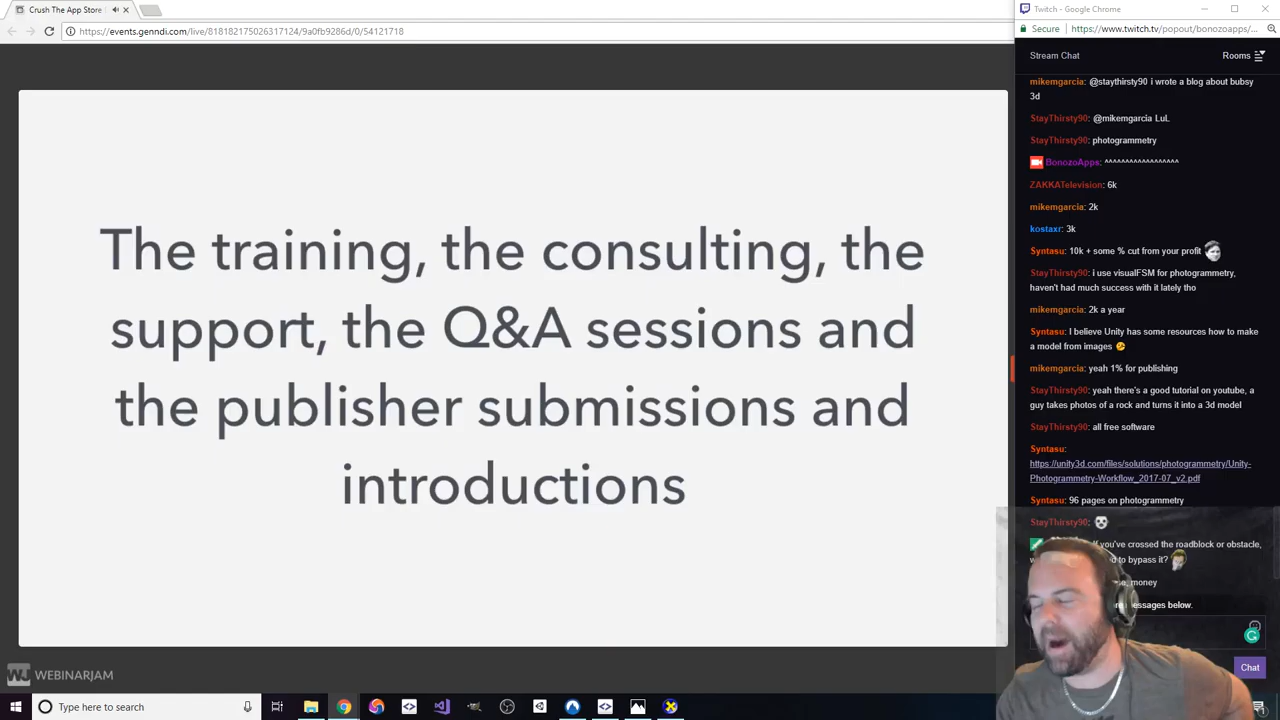 Crush The App Store
Twitch - Google Chrome
https://events.genndi.com/live/818182175026317124/9a0fb9286d/0/54121718
Secure
https://www.twitch.tv/popout/bonozoapps/...
Stream Chat
Rooms
The training, the consulting, the
support, the Q&A sessions and
the publisher submissions and
introductions
mikemgarcia: @staythirsty90 i wrote a blog about bubsy
3d
StayThirsty90: @mikemgarcia LuL
StayThirsty90: photogrammetry
BonozoApps: ^^^^^^^^^^^^^^^^^^
ZAKKATelevision: 6k
mikemgarcia: 2k
kostaxr: 3k
Syntasu: 10k + some % cut from your profit
StayThirsty90: i use visualFSM for photogrammetry,
haven't had much success with it lately tho
mikemgarcia: 2k a year
Syntasu: I believe Unity has some resources how to make
a model from images
mikemgarcia: yeah 1% for publishing
StayThirsty90: yeah there's a good tutorial on youtube, a
guy takes photos of a rock and turns it into a 3d model
StayThirsty90: all free software
Syntasu:
https://unity3d.com/files/solutions/photogrammetry/Unity-
Photogrammetry-Workflow_2017-07_v2.pdf
Syntasu: 96 pages on photogrammetry
StayThirsty90:
If you've crossed the roadblock or obstacle,
to bypass it?
money
messages below.
Chat
WJ WEBINARJAM
Type here to search